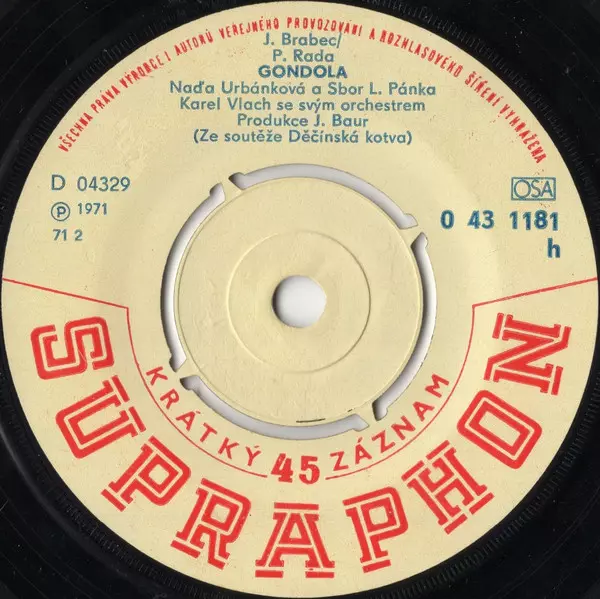 VŠECHNA PRÁVA VÝROBCE I AUTORŮ VEŘEJNÉHO PROVOZOVÁNÍ A ROZHLASOVÉHO ŠÍŘENÍ VYHRAŽENA
J. Brabec/
P. Rada
GONDOLA
Naďa Urbánková a Sbor L. Pánka
Karel Vlach se svým orchestrem
Produkce J. Baur
(Ze soutěže Děčínská kotva)
D 04329
Ⓟ 1971
71 2
OSA
0 43 1181
h
KRÁTKÝ 45 ZÁZNAM
SUPRAPHON